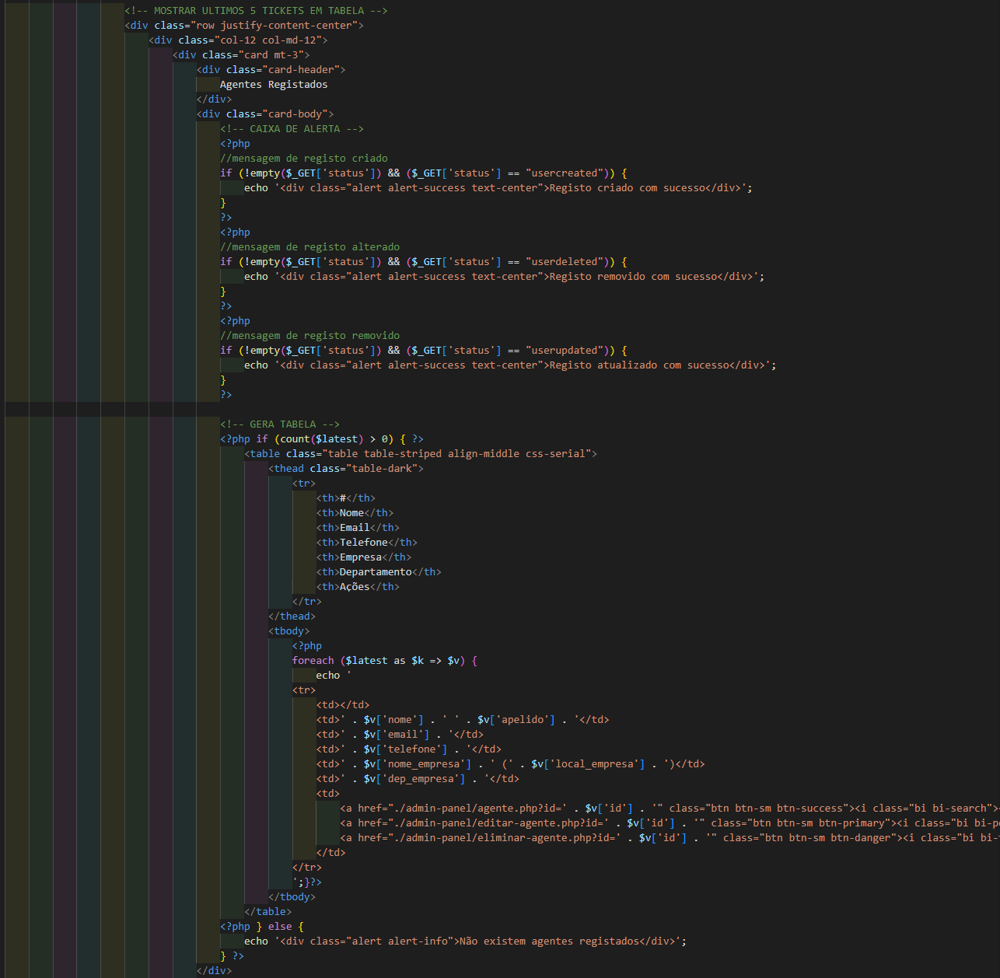 <!-- MOSTRAR ULTIMOS 5 TICKETS EM TABELA -->
<div class="row justify-content-center">
<div class="col-12 col-md-12">
<div class="card mt-3">
<div class="card-header">
Agentes Registados
</div>
<div class="card-body">
<!-- CAIXA DE ALERTA -->
<?php
//mensagem de registo criado
if (!empty($_GET['status']) && ($_GET['status'] == "usercreated")) {
echo '<div class="alert alert-success text-center">Registo criado com sucesso</div>';
}
?>
<?php
//mensagem de registo alterado
if (!empty($_GET['status']) && ($_GET['status'] == "userdeleted")) {
echo '<div class="alert alert-success text-center">Registo removido com sucesso</div>';
}
?>
<?php
//mensagem de registo removido
if (!empty($_GET['status']) && ($_GET['status'] == "userupdated")) {
echo '<div class="alert alert-success text-center">Registo atualizado com sucesso</div>';
}
?>
<!-- GERA TABELA -->
<?php if (count($latest) > 0) { ?>
<table class="table table-striped align-middle css-serial">
<thead class="table-dark">
<tr>
<th>#</th>
<th>Nome</th>
<th>Email</th>
<th>Telefone</th>
<th>Empresa</th>
<th>Departamento</th>
<th>Ações</th>
</tr>
</thead>
<tbody>
<?php
foreach ($latest as $k => $v) {
echo '
<tr>
<td></td>
<td>' . $v['nome'] . ' ' . $v['apelido'] . '</td>
<td>' . $v['email'] . '</td>
<td>' . $v['telefone'] . '</td>
<td>' . $v['nome_empresa'] . ' (' . $v['local_empresa'] . ')</td>
<td>' . $v['dep_empresa'] . '</td>
<td>
<a href="./admin-panel/agente.php?id=' . $v['id'] . '" class="btn btn-sm btn-success"><i class="bi bi-search"><
<a href="./admin-panel/editar-agente.php?id=' . $v['id'] . '" class="btn btn-sm btn-primary"><i class="bi bi-
<a href="./admin-panel/eliminar-agente.php?id=' . $v['id'] . '" class="btn btn-sm btn-danger"><i class="bi bi-
</td>
</tr>
';}?>
</tbody>
</table>
<?php } else {
echo '<div class="alert alert-info">Não existem agentes registados</div>';
} ?>
</div>